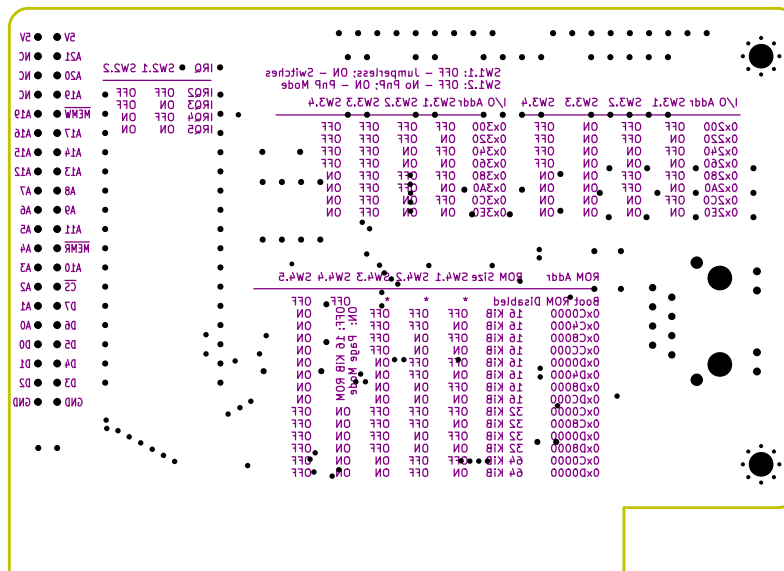 5V 5V
A21 NC
A20 NC
A19 NC
MEMW A19
A17 A16
A14 A15
A13 A12
A8 A7
A9 A6
A11 A5
MEMR A4
A10 A3
CS A2
D7 A1
D6 A0
D5 D0
D4 D1
D3 D2
GND GND
IRQ SW2.1 SW2.2
IRQ2 OFF OFF
IRQ3 ON OFF
IRQ4 OFF ON
IRQ5 ON ON
SW1.1: OFF - Jumperless; ON - Switches
SW1.2: OFF - No PnP; ON - PnP Mode
I/O Addr SW3.1 SW3.2 SW3.3 SW3.4 I/O Addr SW3.1 SW3.2 SW3.3 SW3.4
0x200 OFF OFF ON OFF 0x300 OFF OFF OFF OFF
0x220 ON OFF ON OFF 0x320 ON OFF OFF OFF
0x240 OFF ON ON OFF 0x340 OFF ON OFF OFF
0x260 ON ON ON OFF 0x360 ON ON OFF OFF
0x280 OFF OFF ON ON 0x380 OFF OFF OFF ON
0x2A0 ON OFF ON ON 0x3A0 ON OFF OFF ON
0x2C0 OFF ON ON ON 0x3C0 OFF ON OFF ON
0x2E0 ON ON ON ON 0x3E0 ON ON OFF ON
ROM Addr ROM Size SW4.1 SW4.2 SW4.3 SW4.4 SW4.5
Boot ROM Disabled * * * OFF OFF
0xC0000 16 KiB OFF OFF OFF ON
0xC4000 16 KiB ON OFF OFF ON
0xC8000 16 KiB OFF ON OFF ON
0xCC000 16 KiB ON ON OFF ON
0xD0000 16 KiB OFF OFF ON ON
0xD4000 16 KiB ON OFF ON ON
0xD8000 16 KiB OFF ON ON ON
0xDC000 16 KiB ON ON ON ON
0xC0000 32 KiB ON OFF OFF ON OFF
0xC8000 32 KiB ON ON OFF ON OFF
0xD0000 32 KiB ON OFF ON ON OFF
0xD8000 32 KiB ON ON ON ON OFF
0xC0000 64 KiB OFF OFF ON OFF OFF
0xD0000 64 KiB ON ON ON OFF OFF
ON: Page Mode
OFF: 16 KiB ROM